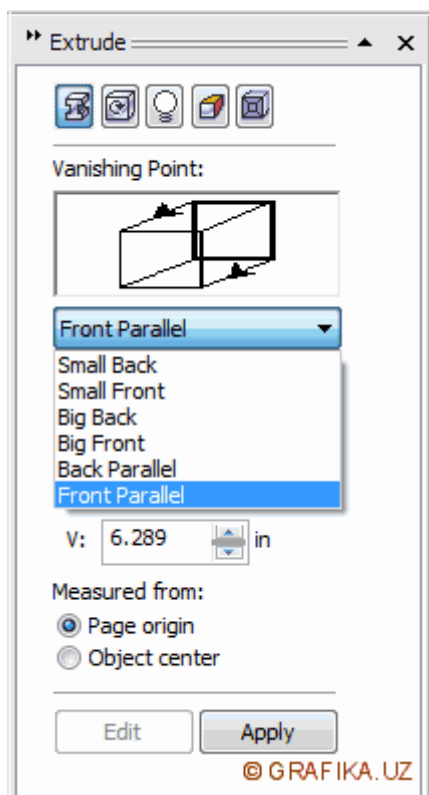 Extrude
Vanishing Point:
Front Parallel
Small Back
Small Front
Big Back
Big Front
Back Parallel
Front Parallel
V: 6.289 in
Measured from:
Page origin
Object center
Edit Apply
© GRAFIKA.UZ